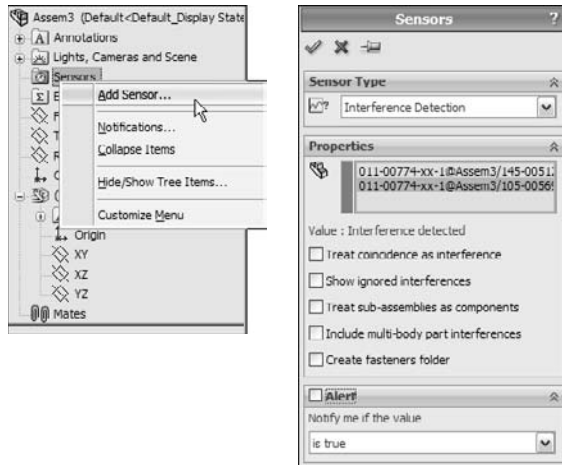 Assem3 (Default<Default_Display State
A Annotations
Lights, Cameras and Scene
Sensors
Σ E
F
T
R
Add Sensor...
Notifications...
Collapse Items
Hide/Show Tree Items...
Customize Menu
Origin
XY
XZ
YZ
Mates
Sensors ?
Sensor Type
Interference Detection
Properties
011-00774-xx-1@Assem3/145-0051
011-00774-xx-1@Assem3/105-0056
Value : Interference detected
Treat coincidence as interference
Show ignored interferences
Treat sub-assemblies as components
Include multi-body part interferences
Create fasteners folder
Alert
Notify me if the value
is true